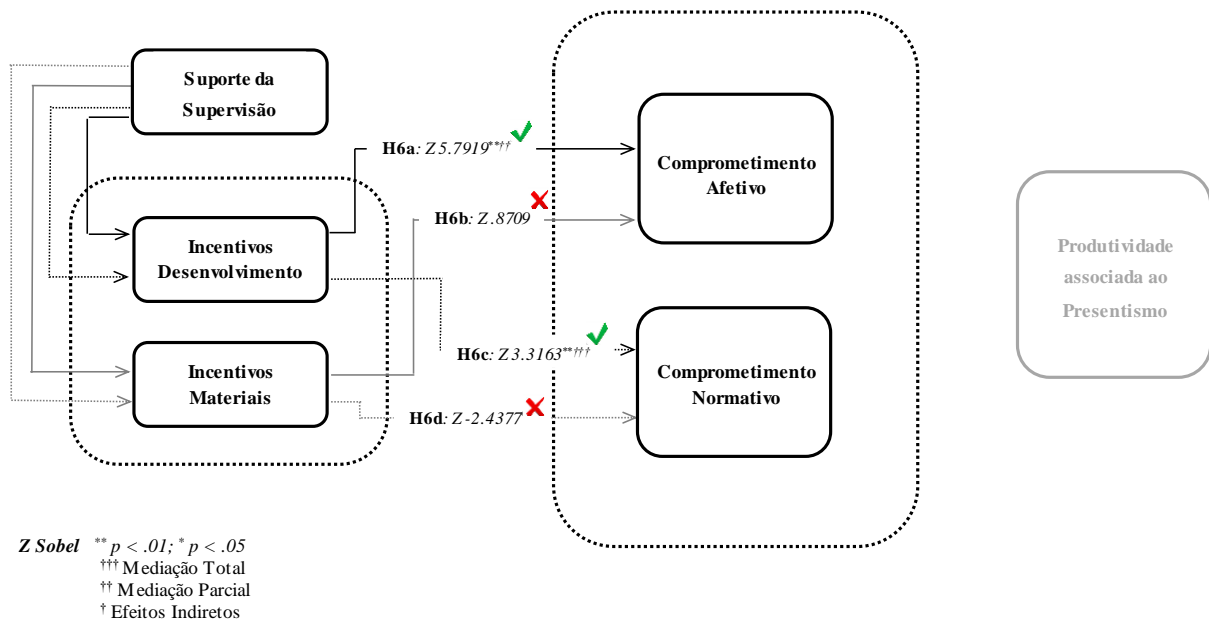 Suporte da
Supervisão
H6a: Z 5.7919**††
Comprometimento
Afetivo
H6b: Z .8709
Incentivos
Desenvolvimento
Produtividade
associada ao
Presentismo
H6c: Z 3.3163**†††
Incentivos
Materiais
Comprometimento
Normativo
H6d: Z -2.4377
Z Sobel ** p < .01; * p < .05
††† Mediação Total
†† Mediação Parcial
† Efeitos Indiretos